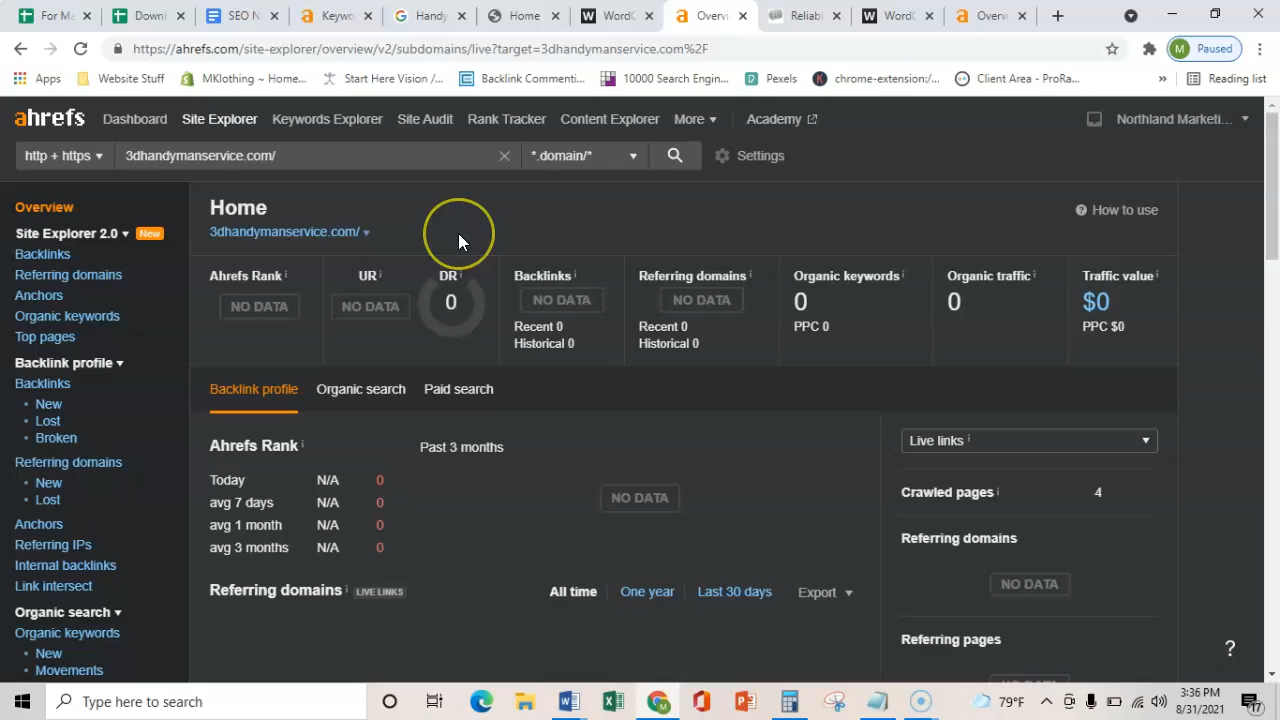 For Ma
Downl
SEO N
Keywo
Handy
Home
WordC
Overvi
Reliab
WordC
Overv
https://ahrefs.com/site-explorer/overview/v2/subdomains/live?target=3dhandymanservice.com%2F
M Paused
Apps Website Stuff MKlothing ~ Home... Start Here Vision /... Backlink Commenti... 10000 Search Engin... Pexels chrome-extension:/... Client Area - ProRa... » Reading list
ahrefs Dashboard Site Explorer Keywords Explorer Site Audit Rank Tracker Content Explorer More Academy Northland Marketi...
http + https 3dhandymanservice.com/ *.domain/* Settings
Overview
Site Explorer 2.0 New
Backlinks
Referring domains
Anchors
Organic keywords
Top pages
Backlink profile
Backlinks
New
Lost
Broken
Referring domains
New
Lost
Anchors
Referring IPs
Internal backlinks
Link intersect
Organic search
Organic keywords
New
Movements
Home
How to use
3dhandymanservice.com/
Ahrefs Rank UR DR Backlinks Referring domains Organic keywords Organic traffic Traffic value
NO DATA NO DATA 0 NO DATA NO DATA 0 0 $0
Recent 0 Recent 0 PPC 0 PPC $0
Historical 0 Historical 0
Backlink profile Organic search Paid search
Ahrefs Rank Past 3 months
Today N/A 0
avg 7 days N/A 0
avg 1 month N/A 0
avg 3 months N/A 0
NO DATA
Referring domains LIVE LINKS All time One year Last 30 days Export
Live links
Crawled pages 4
Referring domains
NO DATA
Referring pages
?
Type here to search
79°F
3:36 PM
8/31/2021
17